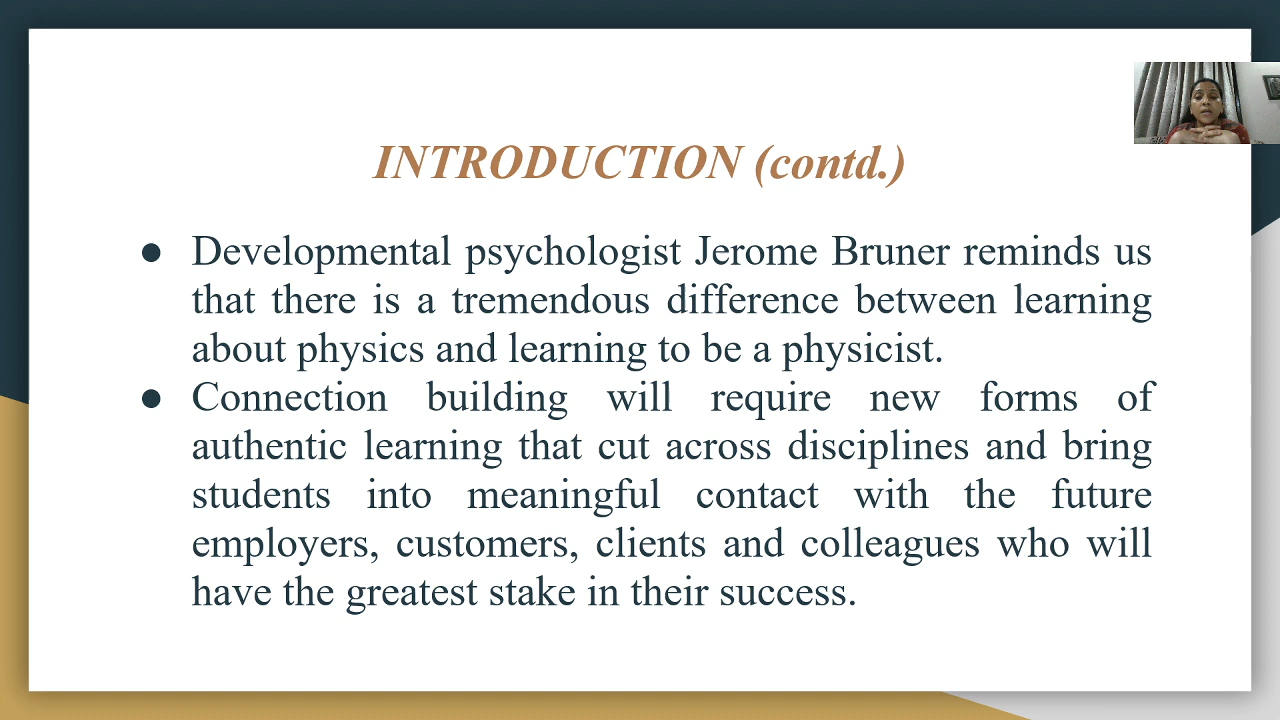 INTRODUCTION (contd.)
● Developmental psychologist Jerome Bruner reminds us
that there is a tremendous difference between learning
about physics and learning to be a physicist.
● Connection building will require new forms of
authentic learning that cut across disciplines and bring
students into meaningful contact with the future
employers, customers, clients and colleagues who will
have the greatest stake in their success.